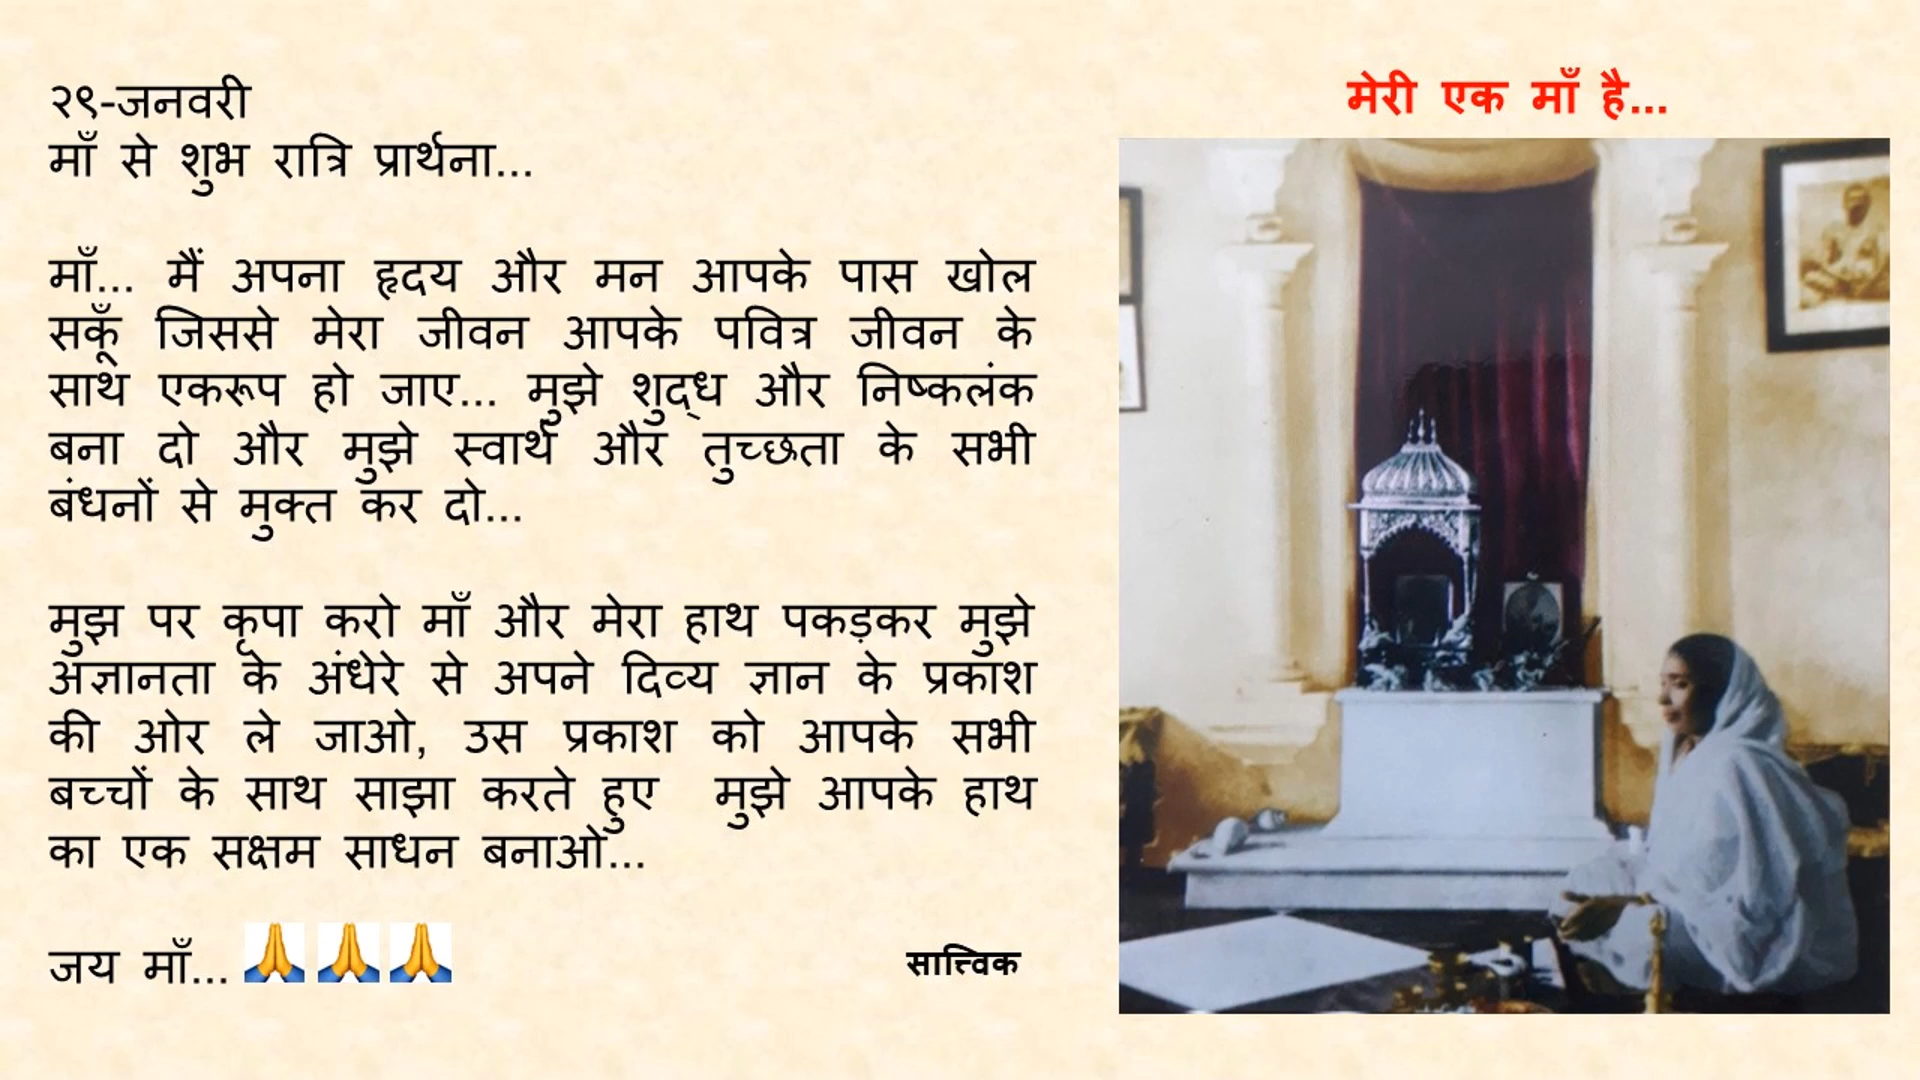 २९-जनवरी
माँ से शुभ रात्रि प्रार्थना...
माँ... मैं अपना हृदय और मन आपके पास खोल
सकूँ जिससे मेरा जीवन आपके पवित्र जीवन के
साथ एकरूप हो जाए... मुझे शुद्ध और निष्कलंक
बना दो और मुझे स्वार्थ और तुच्छता के सभी
बंधनों से मुक्त कर दो...
मुझ पर कृपा करो माँ और मेरा हाथ पकड़कर मुझे
अज्ञानता के अंधेरे से अपने दिव्य ज्ञान के प्रकाश
की ओर ले जाओ, उस प्रकाश को आपके सभी
बच्चों के साथ साझा करते हुए मुझे आपके हाथ
का एक सक्षम साधन बनाओ...
जय माँ... 🙏🙏🙏
सात्त्विक
मेरी एक माँ है...